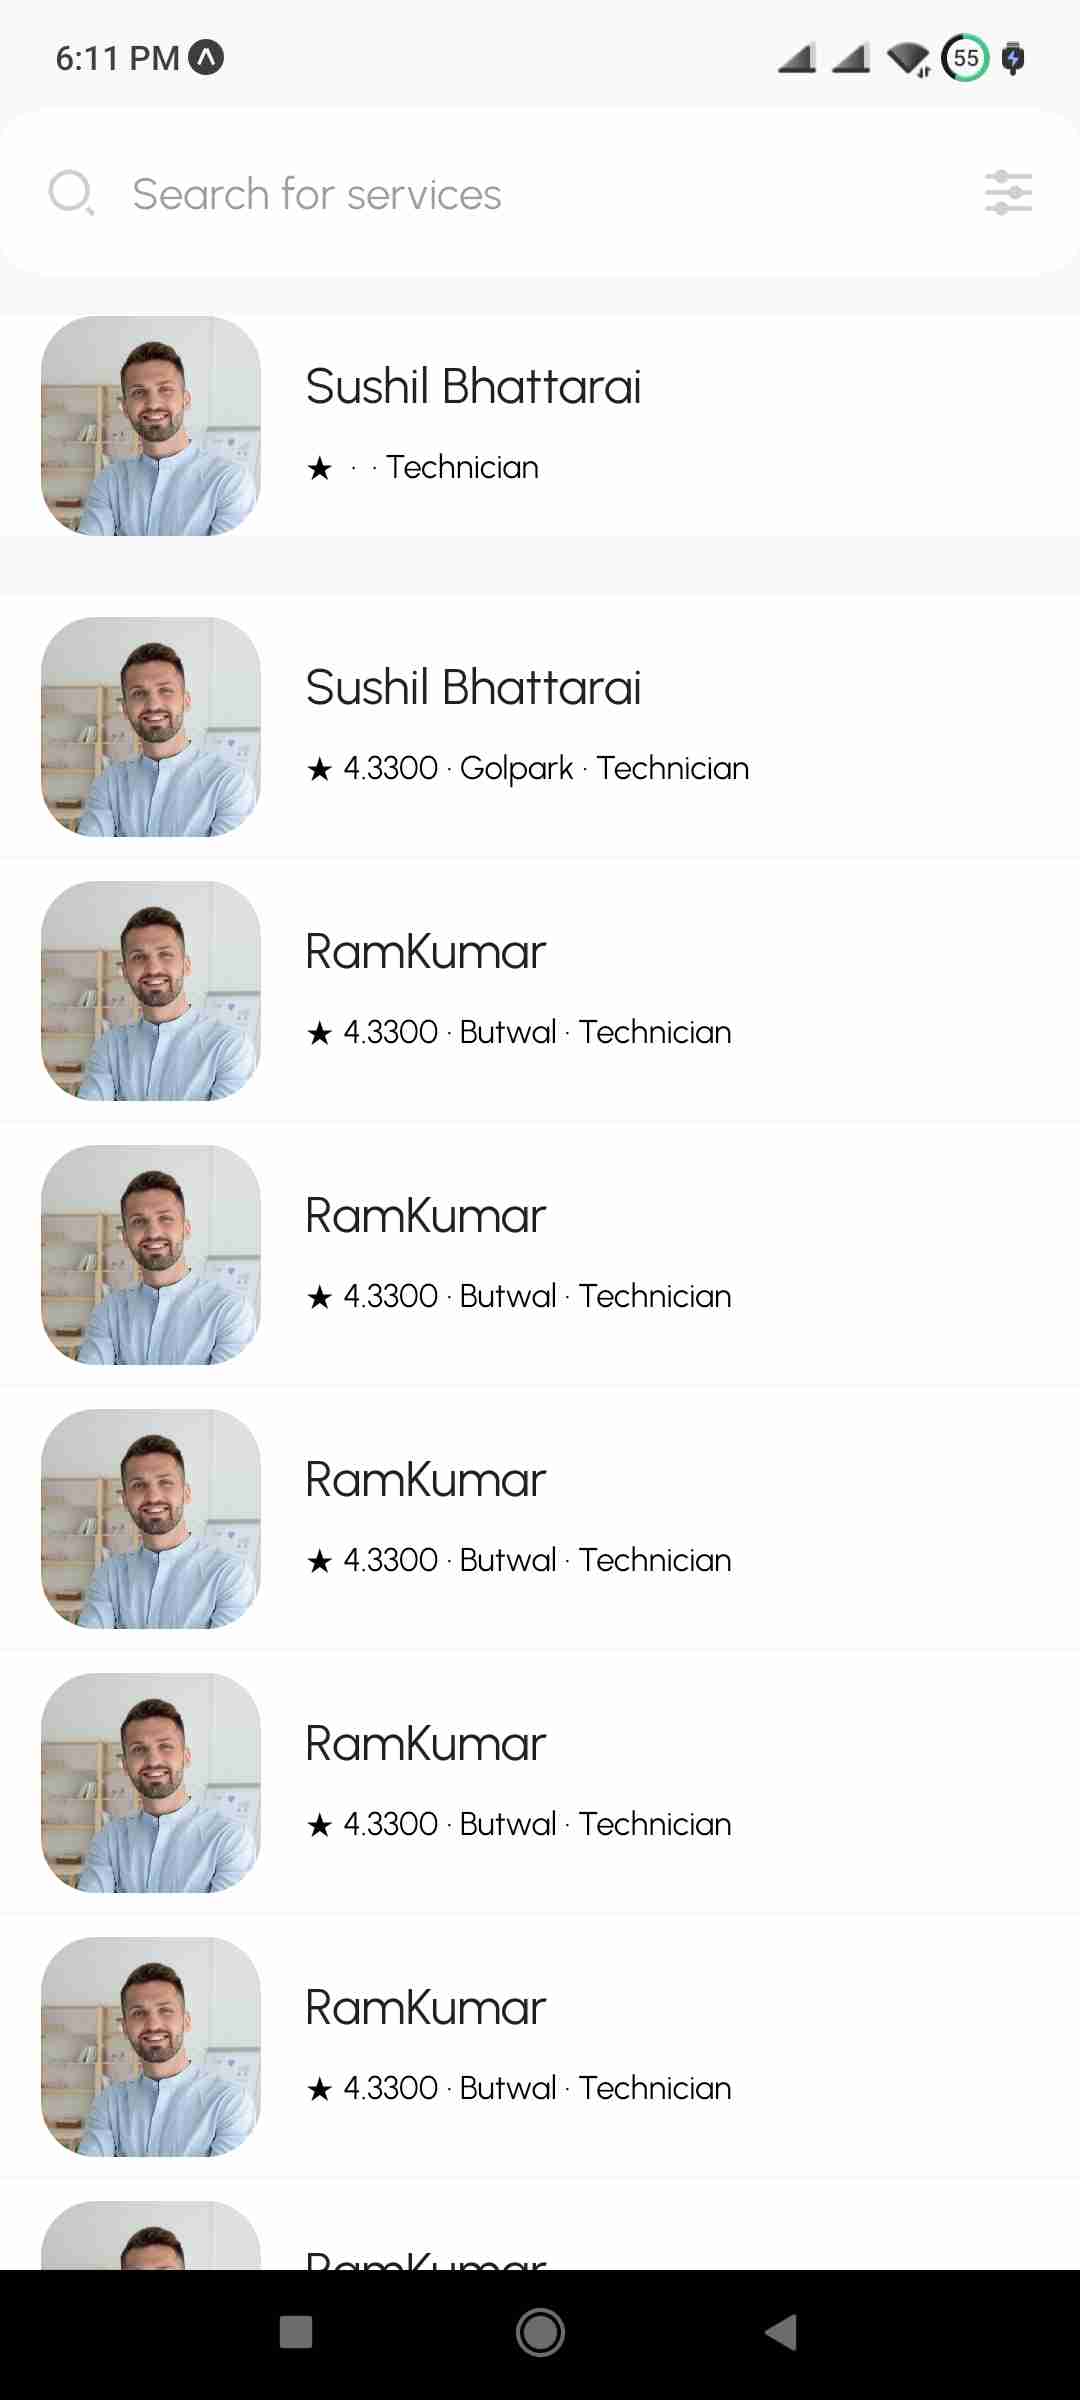 6:11 PM
55
Search for services
Sushil Bhattarai
★ · · Technician
Sushil Bhattarai
★ 4.3300 · Golpark · Technician
RamKumar
★ 4.3300 · Butwal · Technician
RamKumar
★ 4.3300 · Butwal · Technician
RamKumar
★ 4.3300 · Butwal · Technician
RamKumar
★ 4.3300 · Butwal · Technician
RamKumar
★ 4.3300 · Butwal · Technician
RamKumar